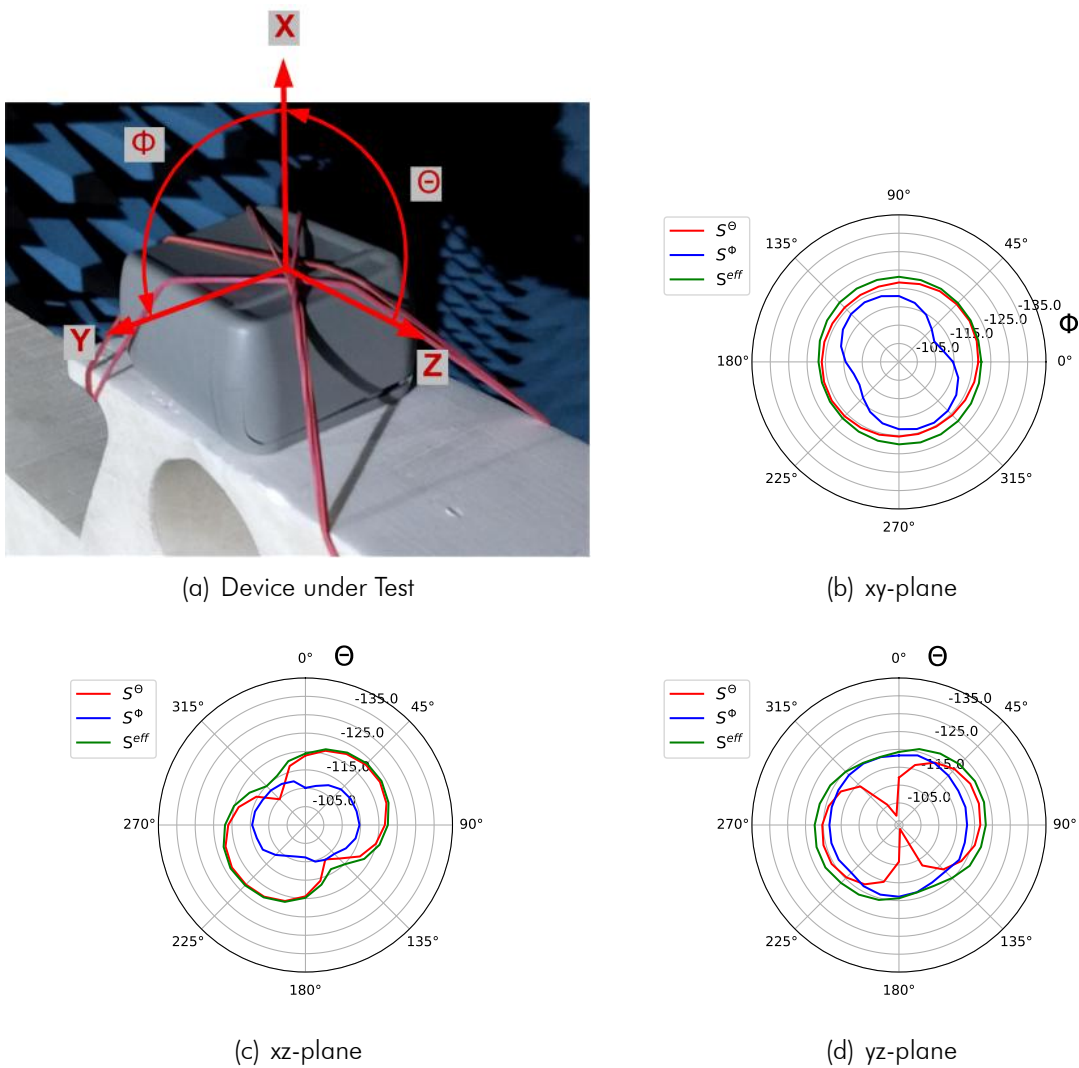 X
Φ
Θ
Y
Z
(a) Device under Test
90°
135°
45°
S^Θ
S^Φ
S^eff
-135.0
-125.0
-115.0
-105.0
Φ
180°
0°
225°
315°
270°
(b) xy-plane
0°
Θ
315°
45°
S^Θ
S^Φ
S^eff
-135.0
-125.0
-115.0
-105.0
270°
90°
225°
135°
180°
(c) xz-plane
0°
Θ
315°
45°
S^Θ
S^Φ
S^eff
-135.0
-125.0
-115.0
-105.0
270°
90°
225°
135°
180°
(d) yz-plane